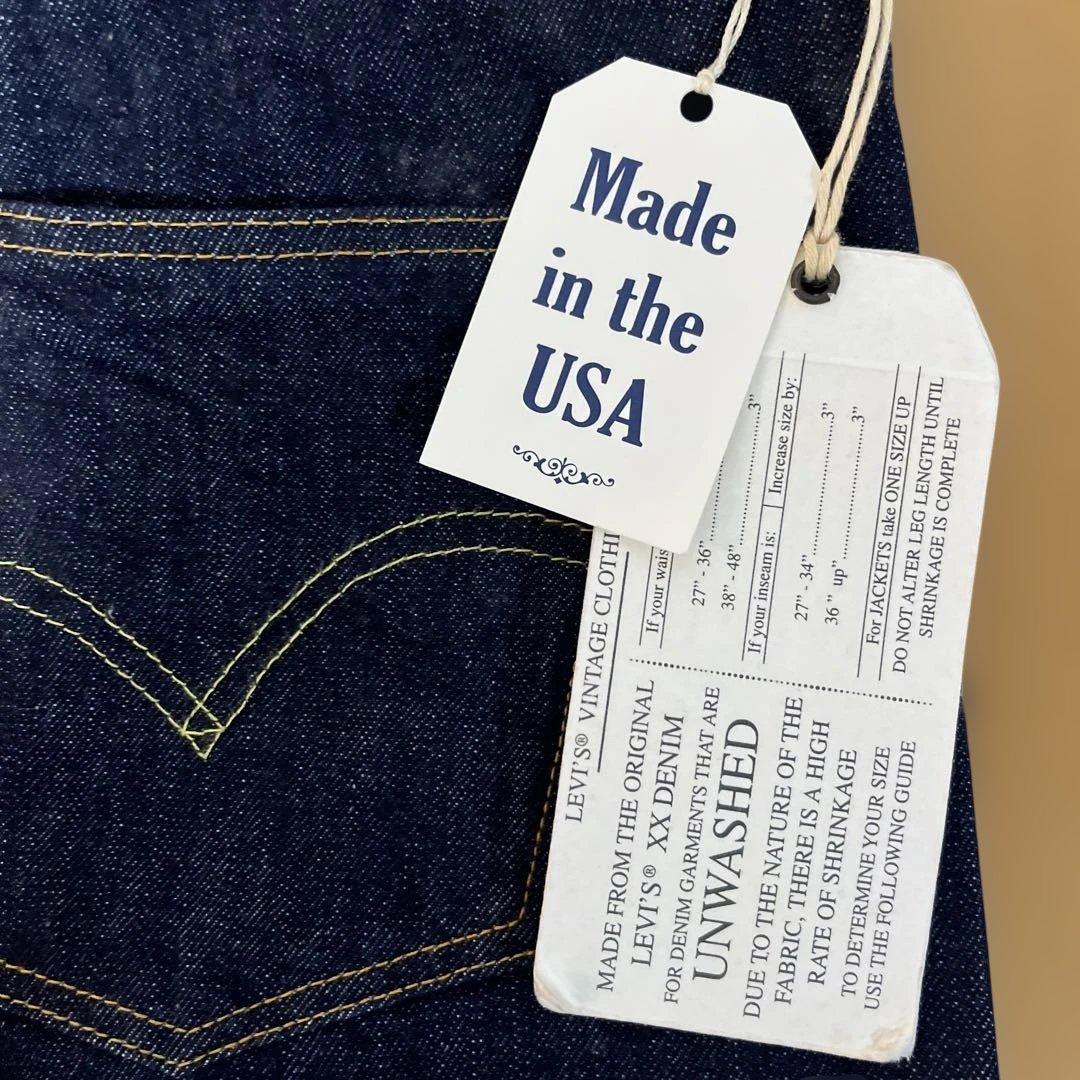 Made
in the
USA
LEVI'S® VINTAGE CLOTHI
MADE FROM THE ORIGINAL
LEVI'S® XX DENIM
FOR DENIM GARMENTS THAT ARE
UNWASHED
DUE TO THE NATURE OF THE
FABRIC, THERE IS A HIGH
RATE OF SHRINKAGE
TO DETERMINE YOUR SIZE
USE THE FOLLOWING GUIDE
If your wais
27" - 36"..........3"
38" - 48"..........3"
If your inseam is: | Increase size by:
27" - 34"..........3"
36 " up"..........3"
For JACKETS take ONE SIZE UP
DO NOT ALTER LEG LENGTH UNTIL
SHRINKAGE IS COMPLETE